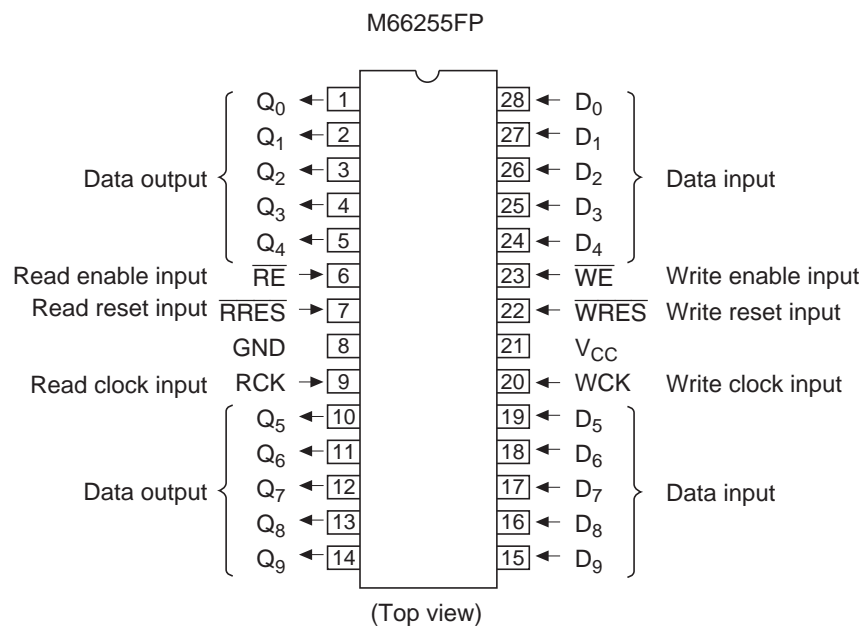 M66255FP
Q0 1 28 D0
Q1 2 27 D1
Data output Q2 3 26 D2 Data input
Q3 4 25 D3
Q4 5 24 D4
Read enable input R̅E̅ 6 23 W̅E̅ Write enable input
Read reset input R̅R̅E̅S̅ 7 22 W̅R̅E̅S̅ Write reset input
GND 8 21 VCC
Read clock input RCK 9 20 WCK Write clock input
Q5 10 19 D5
Q6 11 18 D6
Data output Q7 12 17 D7 Data input
Q8 13 16 D8
Q9 14 15 D9
(Top view)